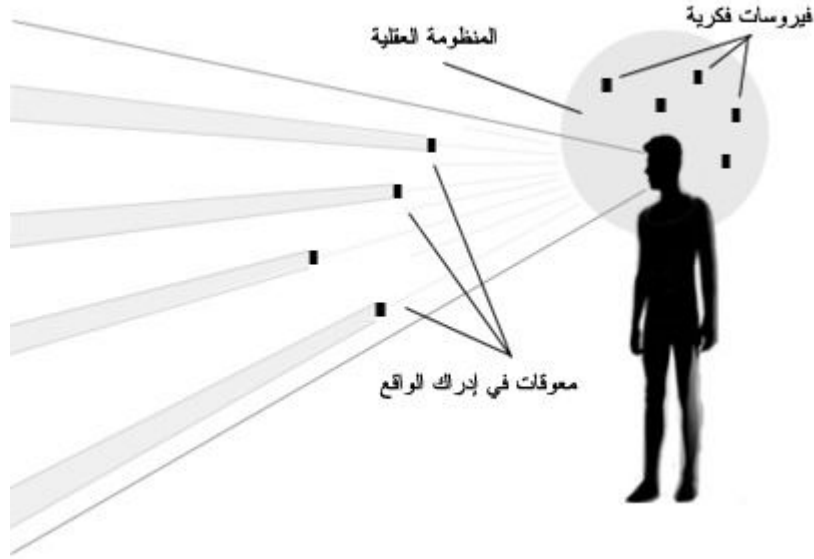 فيروسات فكرية
المنظومة العقلية
معوقات في إدراك الواقع